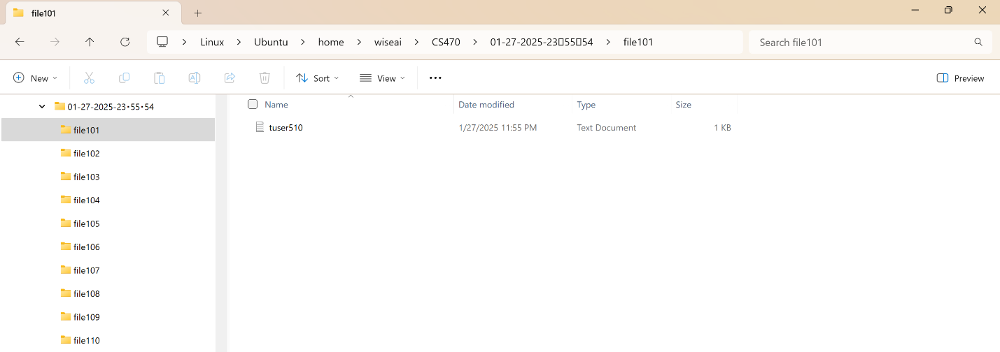 file101
Linux > Ubuntu > home > wiseai > CS470 > 01-27-2025-23▯55▯54 > file101
Search file101
New
Sort
View
Preview
01-27-2025-23·55·54
Name Date modified Type Size
file101
tuser510 1/27/2025 11:55 PM Text Document 1 KB
file102
file103
file104
file105
file106
file107
file108
file109
file110